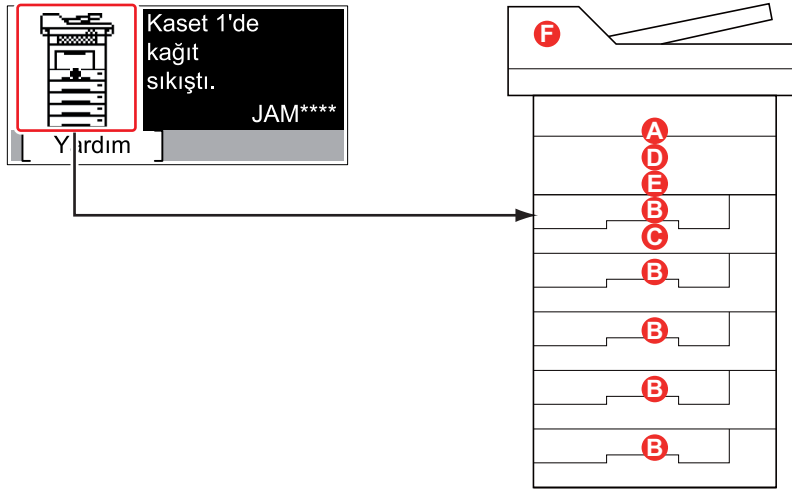 Kaset 1'de
kağıt
sıkıştı.
JAM****
[ Yardım ]
F
A
D
E
B
C
B
B
B
B